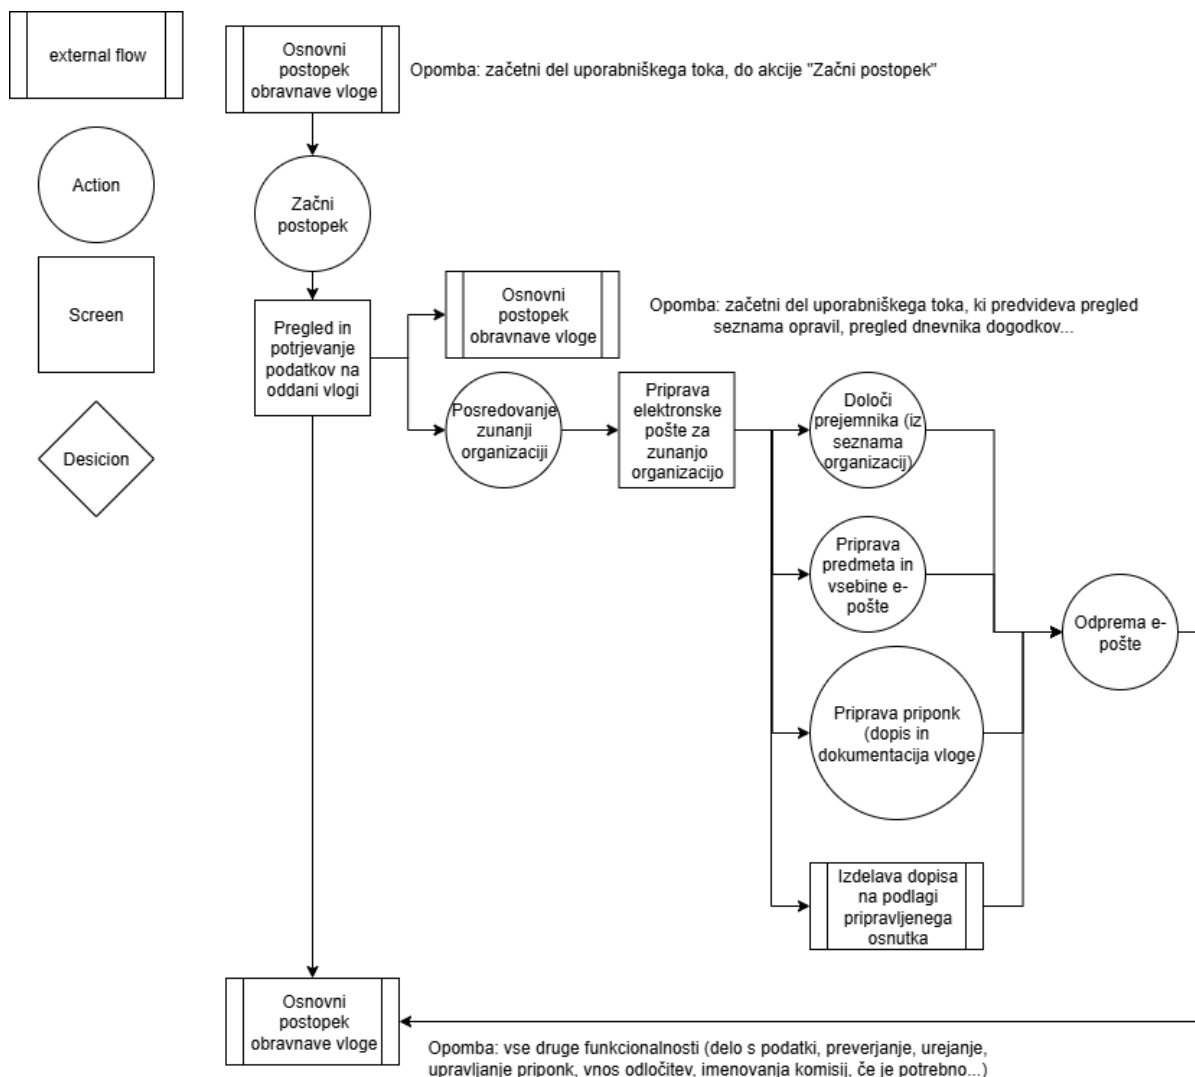 external flow
Action
Screen
Desicion
Osnovni
postopek
obravnave vloge
Opomba: začetni del uporabniškega toka, do akcije "Začni postopek"
Začni
postopek
Pregled in
potrjevanje
podatkov na
oddani vlogi
Osnovni
postopek
obravnave vloge
Opomba: začetni del uporabniškega toka, ki predvideva pregled
seznama opravil, pregled dnevnika dogodkov...
Posredovanje
zunanji
organizaciji
Priprava
elektronske
pošte za
zunanjo
organizacijo
Določi
prejemnika (iz
seznama
organizacij)
Priprava
predmeta in
vsebine e-
pošte
Priprava priponk
(dopis in
dokumentacija vloge
Izdelava dopisa
na podlagi
pripravljenega
osnutka
Odprema e-
pošte
Osnovni
postopek
obravnave vloge
Opomba: vse druge funkcionalnosti (delo s podatki, preverjanje, urejanje,
upravljanje priponk, vnos odločitev, imenovanja komisij, če je potrebno...)